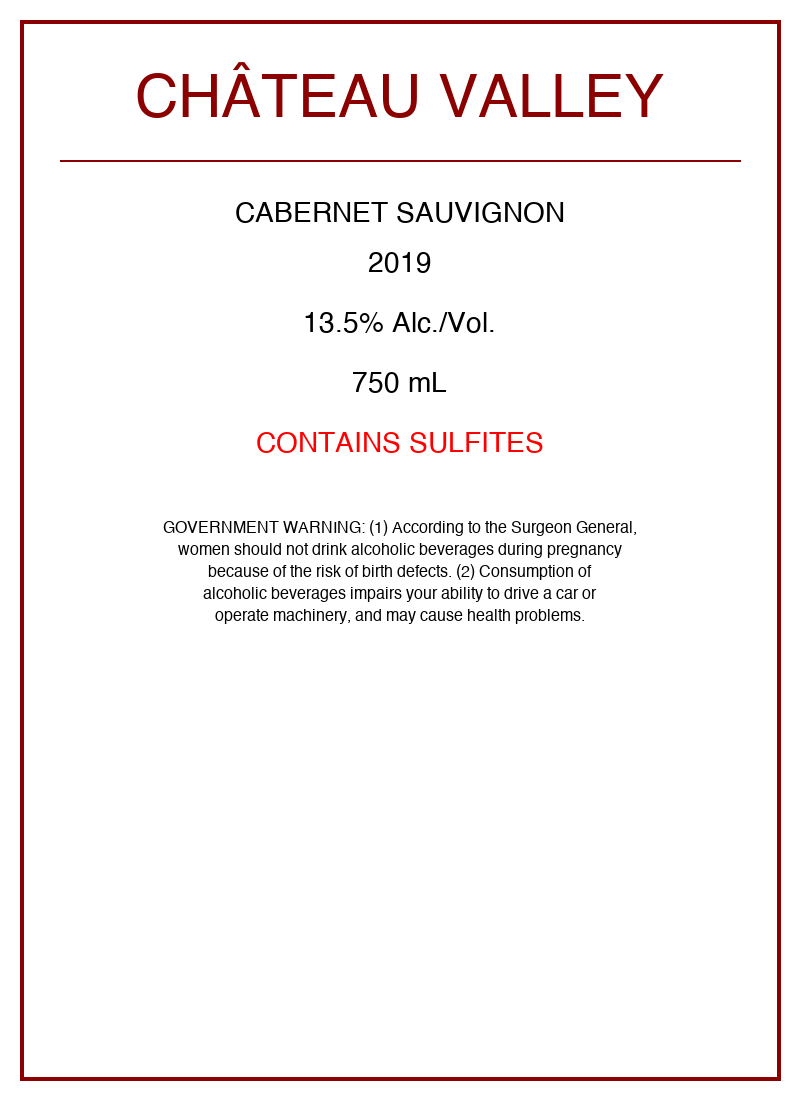 CHÂTEAU VALLEY
CABERNET SAUVIGNON
2019
13.5% Alc./Vol.
750 mL
CONTAINS SULFITES
GOVERNMENT WARNING: (1) According to the Surgeon General,
women should not drink alcoholic beverages during pregnancy
because of the risk of birth defects. (2) Consumption of
alcoholic beverages impairs your ability to drive a car or
operate machinery, and may cause health problems.